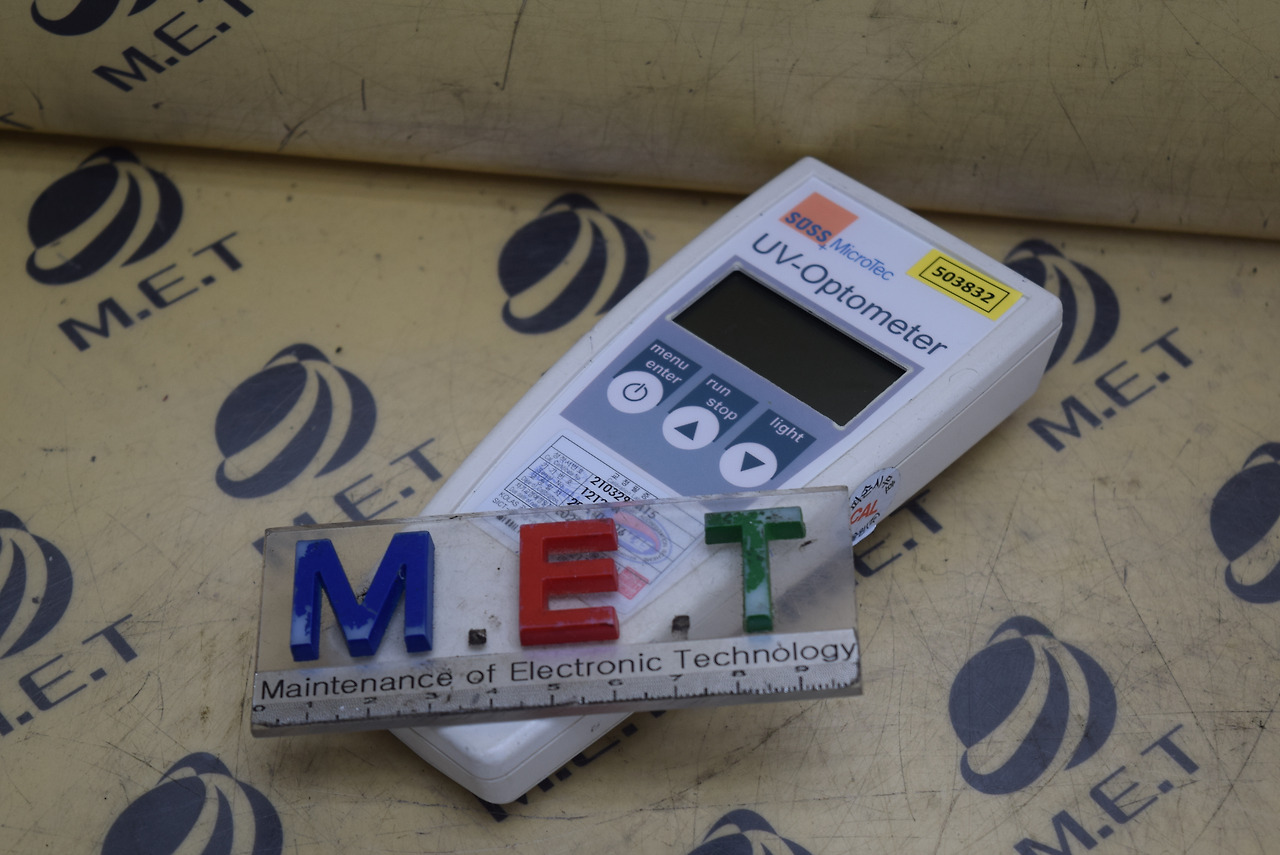 M.E.T
M.E.T
SÜSS
MicroTec
UV-Optometer
503832
menu
enter
run
stop
light
M.E.T
M.E.T
CAL
M.E.T
Maintenance of Electronic Technology
0 1 2 3 4 5 6 7 8 9
M.E.T
M.E.T
M.E.T